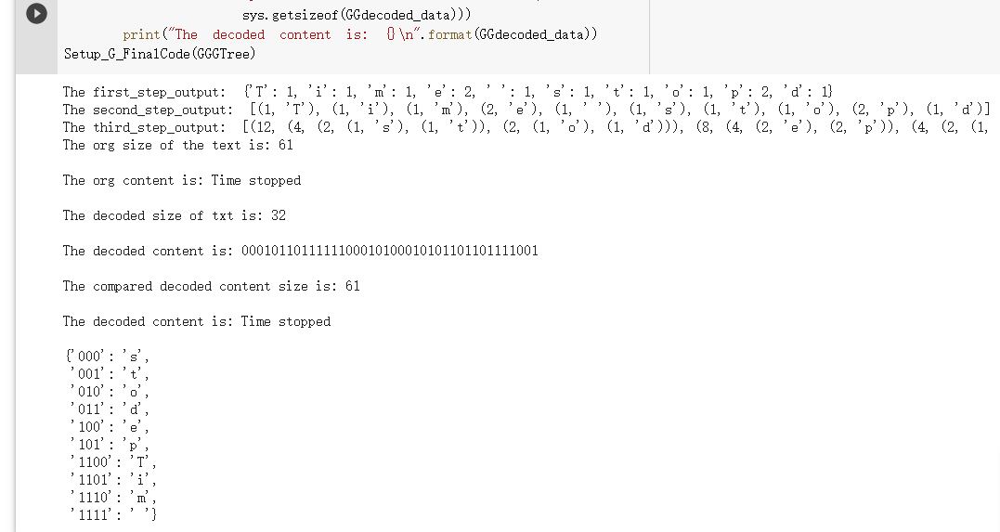 sys.getsizeof(GGdecoded_data)))
print("The decoded content is: {}\n".format(GGdecoded_data))
Setup_G_FinalCode(GGGTree)
The first_step_output: {'T': 1, 'i': 1, 'm': 1, 'e': 2, ' ': 1, 's': 1, 't': 1, 'o': 1, 'p': 2, 'd': 1}
The second_step_output: [(1, 'T'), (1, 'i'), (1, 'm'), (2, 'e'), (1, ' '), (1, 's'), (1, 't'), (1, 'o'), (2, 'p'), (1, 'd')]
The third_step_output: [(12, (4, (2, (1, 's'), (1, 't')), (2, (1, 'o'), (1, 'd'))), (8, (4, (2, 'e'), (2, 'p')), (4, (2, (1,
The org size of the text is: 61
The org content is: Time stopped
The decoded size of txt is: 32
The decoded content is: 0001011011111100010100010101101101111001
The compared decoded content size is: 61
The decoded content is: Time stopped
{'000': 's',
'001': 't',
'010': 'o',
'011': 'd',
'100': 'e',
'101': 'p',
'1100': 'T',
'1101': 'i',
'1110': 'm',
'1111': ' '}